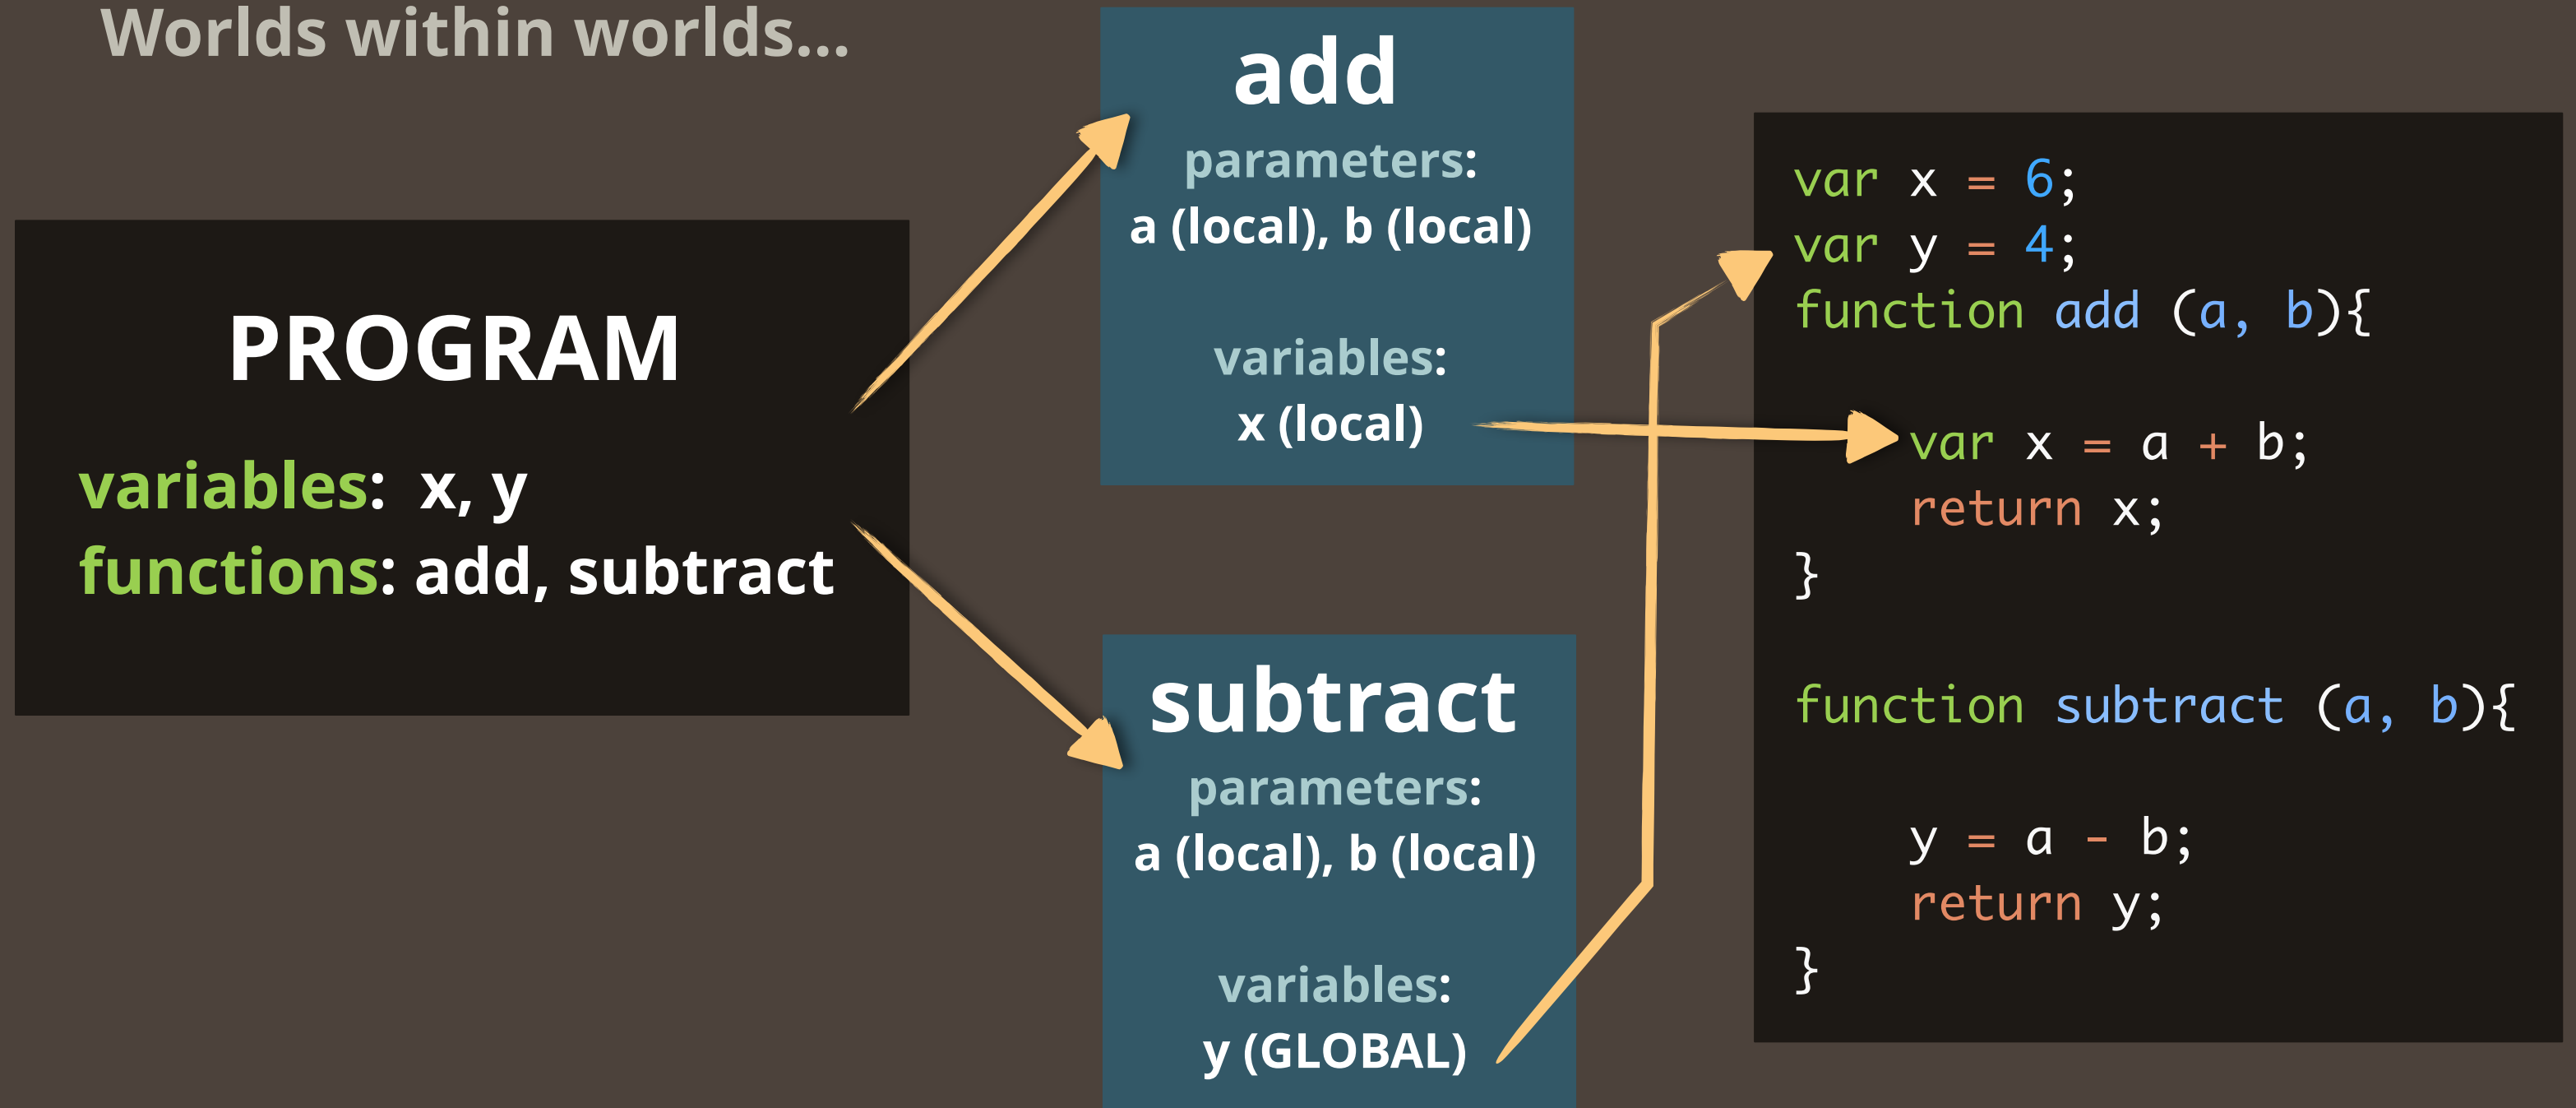 Worlds within worlds...
PROGRAM
variables: x, y
functions: add, subtract
add
parameters:
a (local), b (local)
variables:
x (local)
subtract
parameters:
a (local), b (local)
variables:
y (GLOBAL)
var x = 6;
var y = 4;
function add (a, b){
var x = a + b;
return x;
}
function subtract (a, b){
y = a - b;
return y;
}